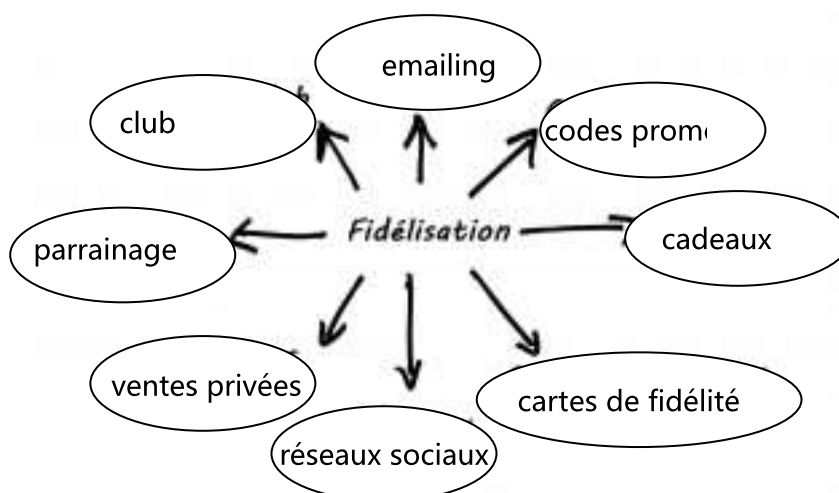 emailing
club
codes prom
Fidélisation
parrainage
cadeaux
ventes privées
cartes de fidélité
réseaux sociaux